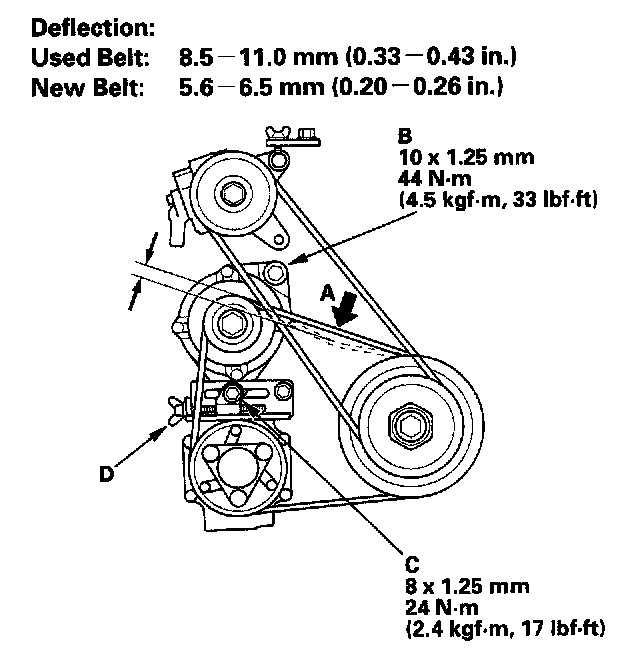 Deflection:
Used Belt: 8.5－11.0 mm (0.33－0.43 in.)
New Belt: 5.6－6.5 mm (0.20－0.26 in.)
B
10 x 1.25 mm
44 N·m
(4.5 kgf·m, 33 lbf·ft)
A
D
C
8 x 1.25 mm
24 N·m
(2.4 kgf·m, 17 lbf·ft)